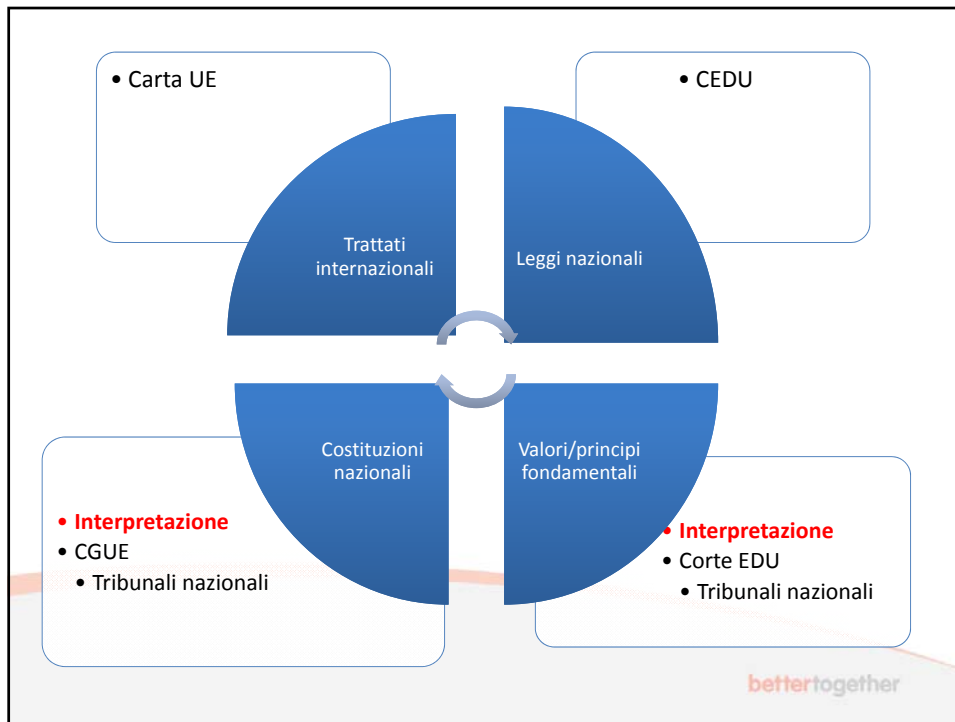 • Carta UE
• CEDU
Trattati
internazionali
Leggi nazionali
Costituzioni
nazionali
Valori/principi
fondamentali
• Interpretazione
• CGUE
• Tribunali nazionali
• Interpretazione
• Corte EDU
• Tribunali nazionali
bettertogether